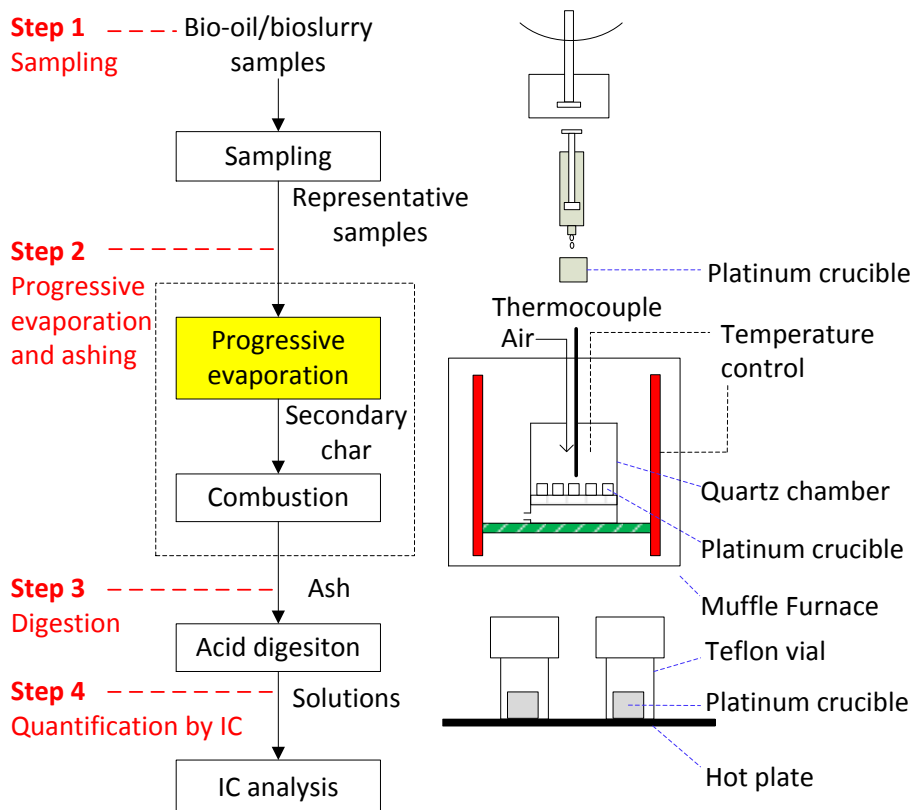 Step 1
Sampling
Bio-oil/bioslurry
samples
Sampling
Representative
samples
Step 2
Progressive
evaporation
and ashing
Progressive
evaporation
Secondary
char
Combustion
Step 3
Digestion
Ash
Acid digesiton
Step 4
Quantification by IC
Solutions
IC analysis
Platinum crucible
Thermocouple
Air
Temperature
control
Quartz chamber
Platinum crucible
Muffle Furnace
Teflon vial
Platinum crucible
Hot plate